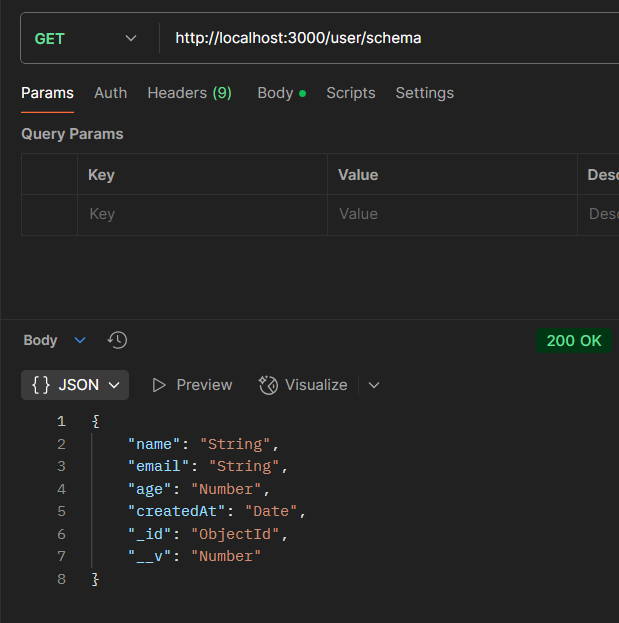 GET http://localhost:3000/user/schema
Params Auth Headers (9) Body Scripts Settings
Query Params
Key Value Desc
Key Value Desc
Body 200 OK
{ } JSON Preview Visualize
1 {
2 "name": "String",
3 "email": "String",
4 "age": "Number",
5 "createdAt": "Date",
6 "_id": "ObjectId",
7 "__v": "Number"
8 }